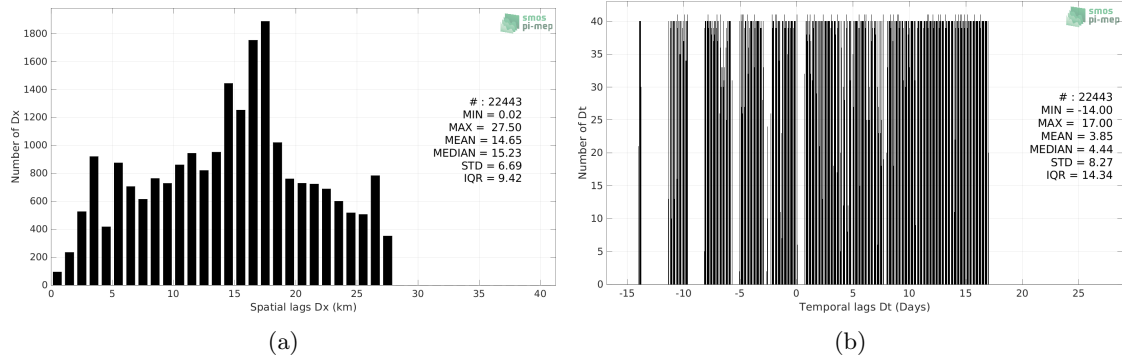 smos
pi-mep
1800
1600
1400
1200
1000
800
600
400
200
0
Number of Dx
# : 22443
MIN = 0.02
MAX = 27.50
MEAN = 14.65
MEDIAN = 15.23
STD = 6.69
IQR = 9.42
0 5 10 15 20 25 30 35 40
Spatial lags Dx (km)
(a)
smos
pi-mep
40
35
30
25
20
15
10
5
0
Number of Dt
# : 22443
MIN = -14.00
MAX = 17.00
MEAN = 3.85
MEDIAN = 4.44
STD = 8.27
IQR = 14.34
-15 -10 -5 0 5 10 15 20 25
Temporal lags Dt (Days)
(b)